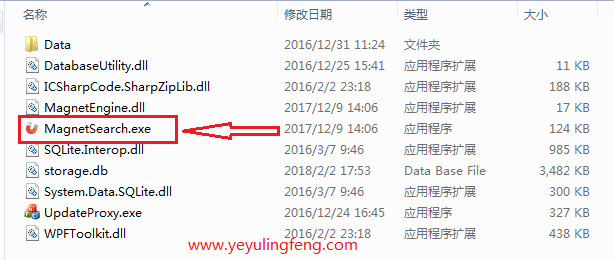 名称 修改日期 类型 大小
Data 2016/12/31 11:24 文件夹
DatabaseUtility.dll 2016/12/25 15:41 应用程序扩展 11 KB
ICSharpCode.SharpZipLib.dll 2016/2/2 23:18 应用程序扩展 188 KB
MagnetEngine.dll 2017/12/9 14:06 应用程序扩展 17 KB
MagnetSearch.exe 2017/12/9 14:06 应用程序 124 KB
SQLite.Interop.dll 2016/3/7 9:46 应用程序扩展 985 KB
storage.db 2018/2/2 17:53 Data Base File 3,482 KB
System.Data.SQLite.dll 2016/3/7 9:46 应用程序扩展 300 KB
UpdateProxy.exe 2016/12/24 16:45 应用程序 327 KB
WPFToolkit.dll 2016/2/2 23:18 应用程序扩展 438 KB
www.yeyulingfeng.com